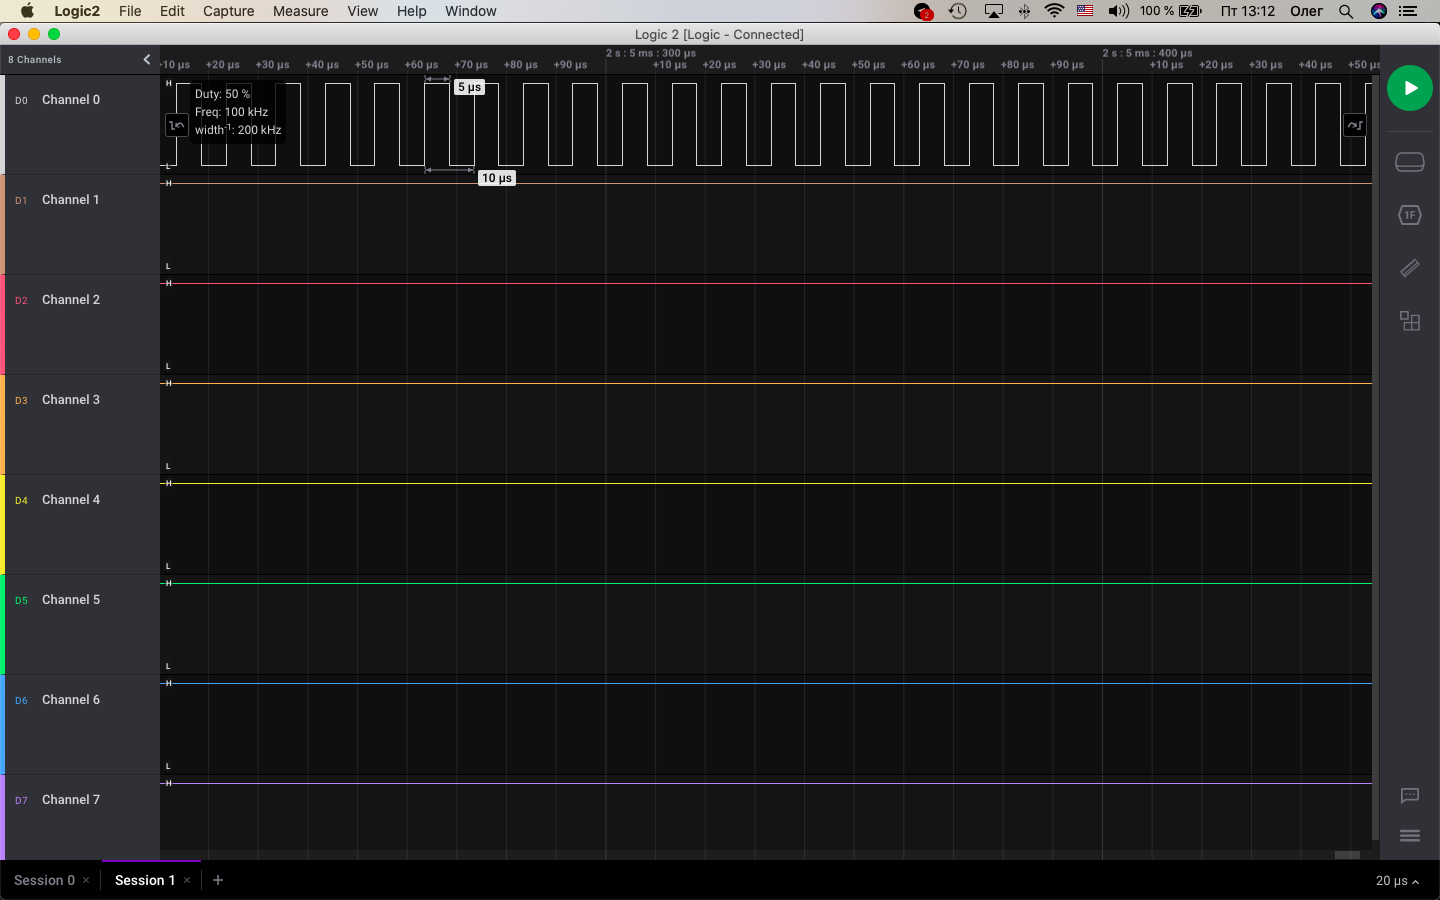 Logic2 File Edit Capture Measure View Help Window 2 100 % Пт 13:12 Олег
Logic 2 [Logic - Connected]
8 Channels
2 s : 5 ms : 300 µs 2 s : 5 ms : 400 µs
+10 µs +20 µs +30 µs +40 µs +50 µs +60 µs +70 µs +80 µs +90 µs +10 µs +20 µs +30 µs +40 µs +50 µs +60 µs +70 µs +80 µs +90 µs +10 µs +20 µs +30 µs +40 µs +50 µs
D0 Channel 0
H
L
Duty: 50 %
Freq: 100 kHz
width⁻¹: 200 kHz
5 µs
10 µs
D1 Channel 1
H
L
D2 Channel 2
H
L
D3 Channel 3
H
L
D4 Channel 4
H
L
D5 Channel 5
H
L
D6 Channel 6
H
L
D7 Channel 7
H
1F
Session 0 × Session 1 × + 20 µs